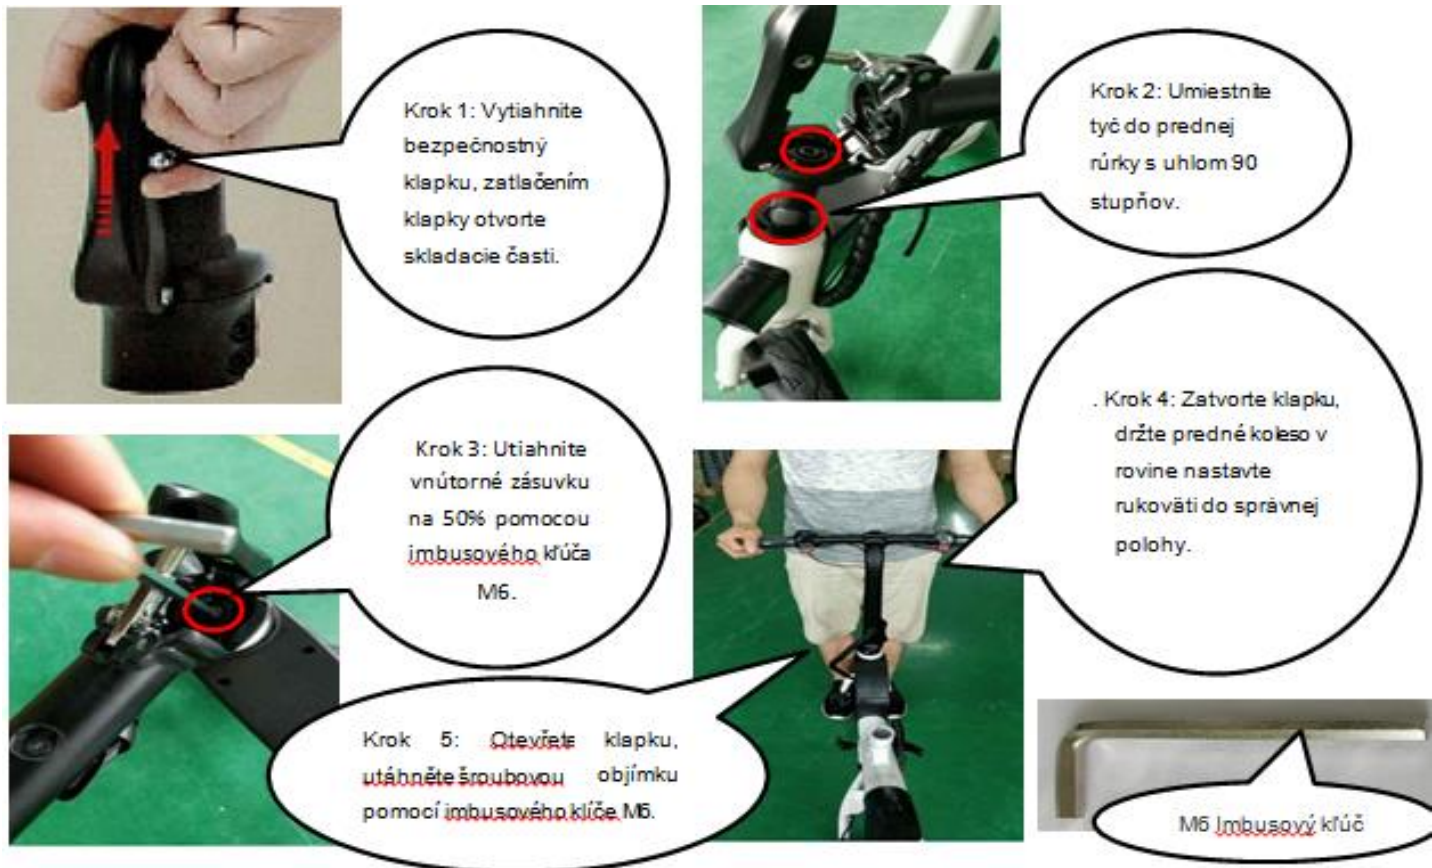 Krok 1: Vytiahnite
bezpečnostný
klapku, zatlačením
klapky otvorte
skladacie časti.
Krok 2: Umiestnite
tyč do prednej
rúrky s uhlom 90
stupňov.
Krok 3: Utiahnite
vnútorné zásuvku
na 50% pomocou
imbusového kľúča
M6.
. Krok 4: Zatvorte klapku,
držte predné koleso v
rovine nastavte
rukoväti do správnej
polohy.
Krok 5: Otevřete klapku,
utáhněte šroubovou objímku
pomocí imbusového klíče M6.
M6 Imbusový kľúč